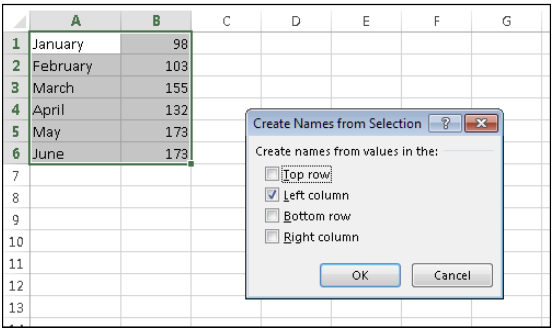 A B C D E F G
1 January 98
2 February 103
3 March 155
4 April 132
5 May 173
6 June 173
7
8
9
10
11
12
13
Create Names from Selection ?
Create names from values in the:
Top row
Left column
Bottom row
Right column
OK Cancel